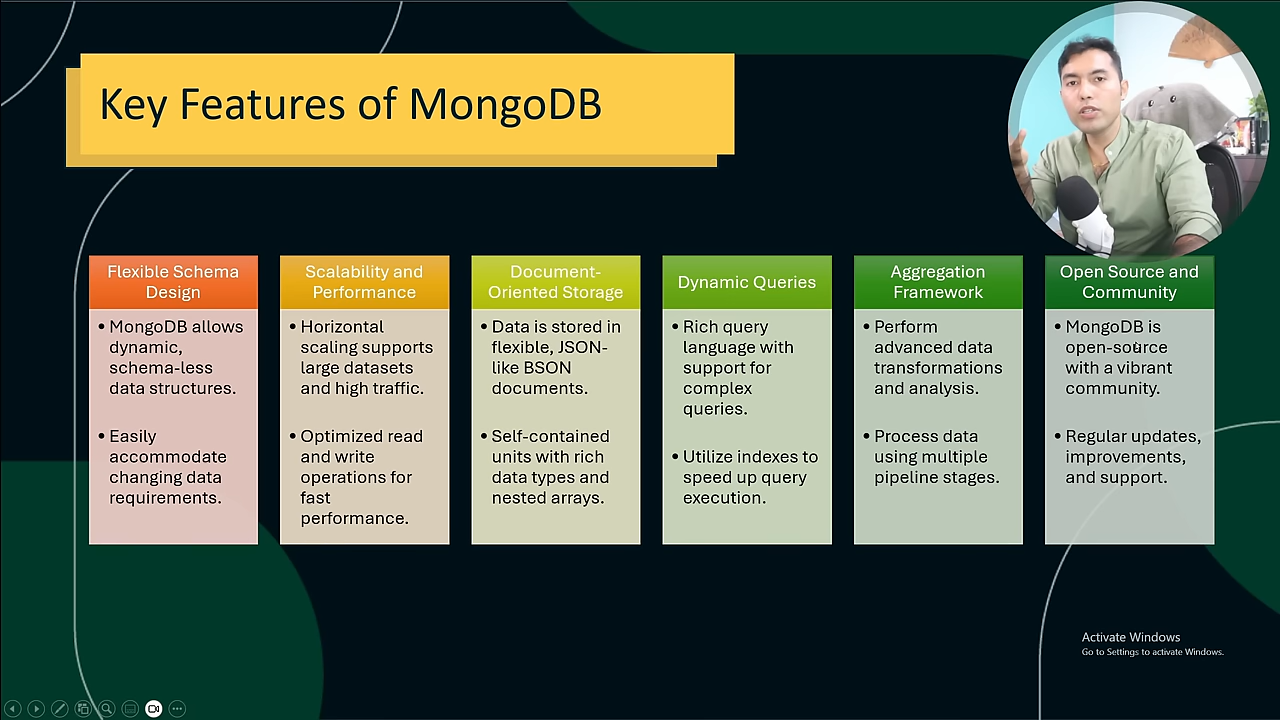 Key Features of MongoDB
Flexible Schema
Design
• MongoDB allows
dynamic,
schema-less
data structures.
• Easily
accommodate
changing data
requirements.
Scalability and
Performance
• Horizontal
scaling supports
large datasets
and high traffic.
• Optimized read
and write
operations for
fast
performance.
Document-
Oriented Storage
• Data is stored in
flexible, JSON-
like BSON
documents.
• Self-contained
units with rich
data types and
nested arrays.
Dynamic Queries
• Rich query
language with
support for
complex
queries.
• Utilize indexes to
speed up query
execution.
Aggregation
Framework
• Perform
advanced data
transformations
and analysis.
• Process data
using multiple
pipeline stages.
Open Source and
Community
• MongoDB is
open-source
with a vibrant
community.
• Regular updates,
improvements,
and support.
Activate Windows
Go to Settings to activate Windows.